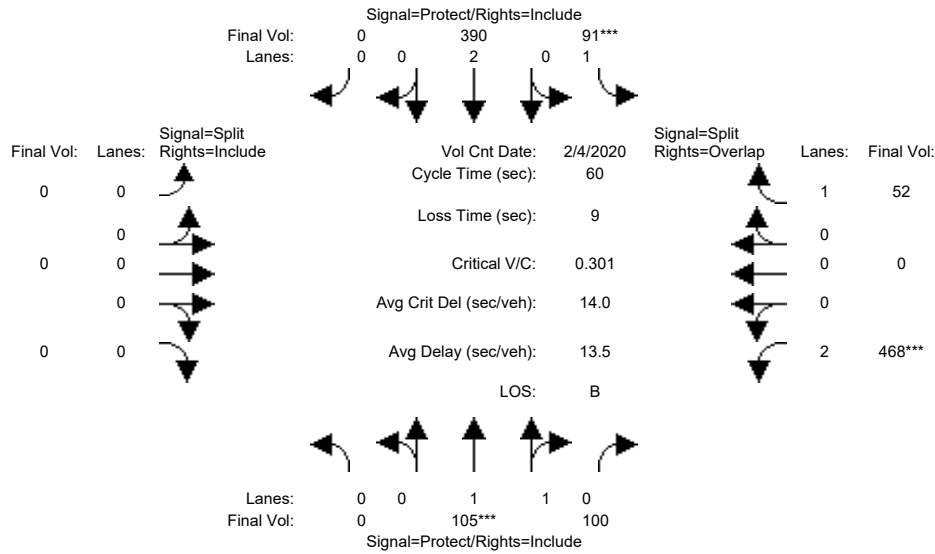 Signal=Protect/Rights=Include
Final Vol: 0 390 91***
Lanes: 0 0 2 0 1
Signal=Split
Final Vol: Lanes: Rights=Include
Vol Cnt Date: 2/4/2020
Signal=Split
Rights=Overlap Lanes: Final Vol:
Cycle Time (sec): 60
0 0
1 52
Loss Time (sec): 9
0
0
0 0
Critical V/C: 0.301
0 0
0
Avg Crit Del (sec/veh): 14.0
0
0 0
Avg Delay (sec/veh): 13.5
2 468***
LOS: B
Lanes: 0 0 1 1 0
Final Vol: 0 105*** 100
Signal=Protect/Rights=Include